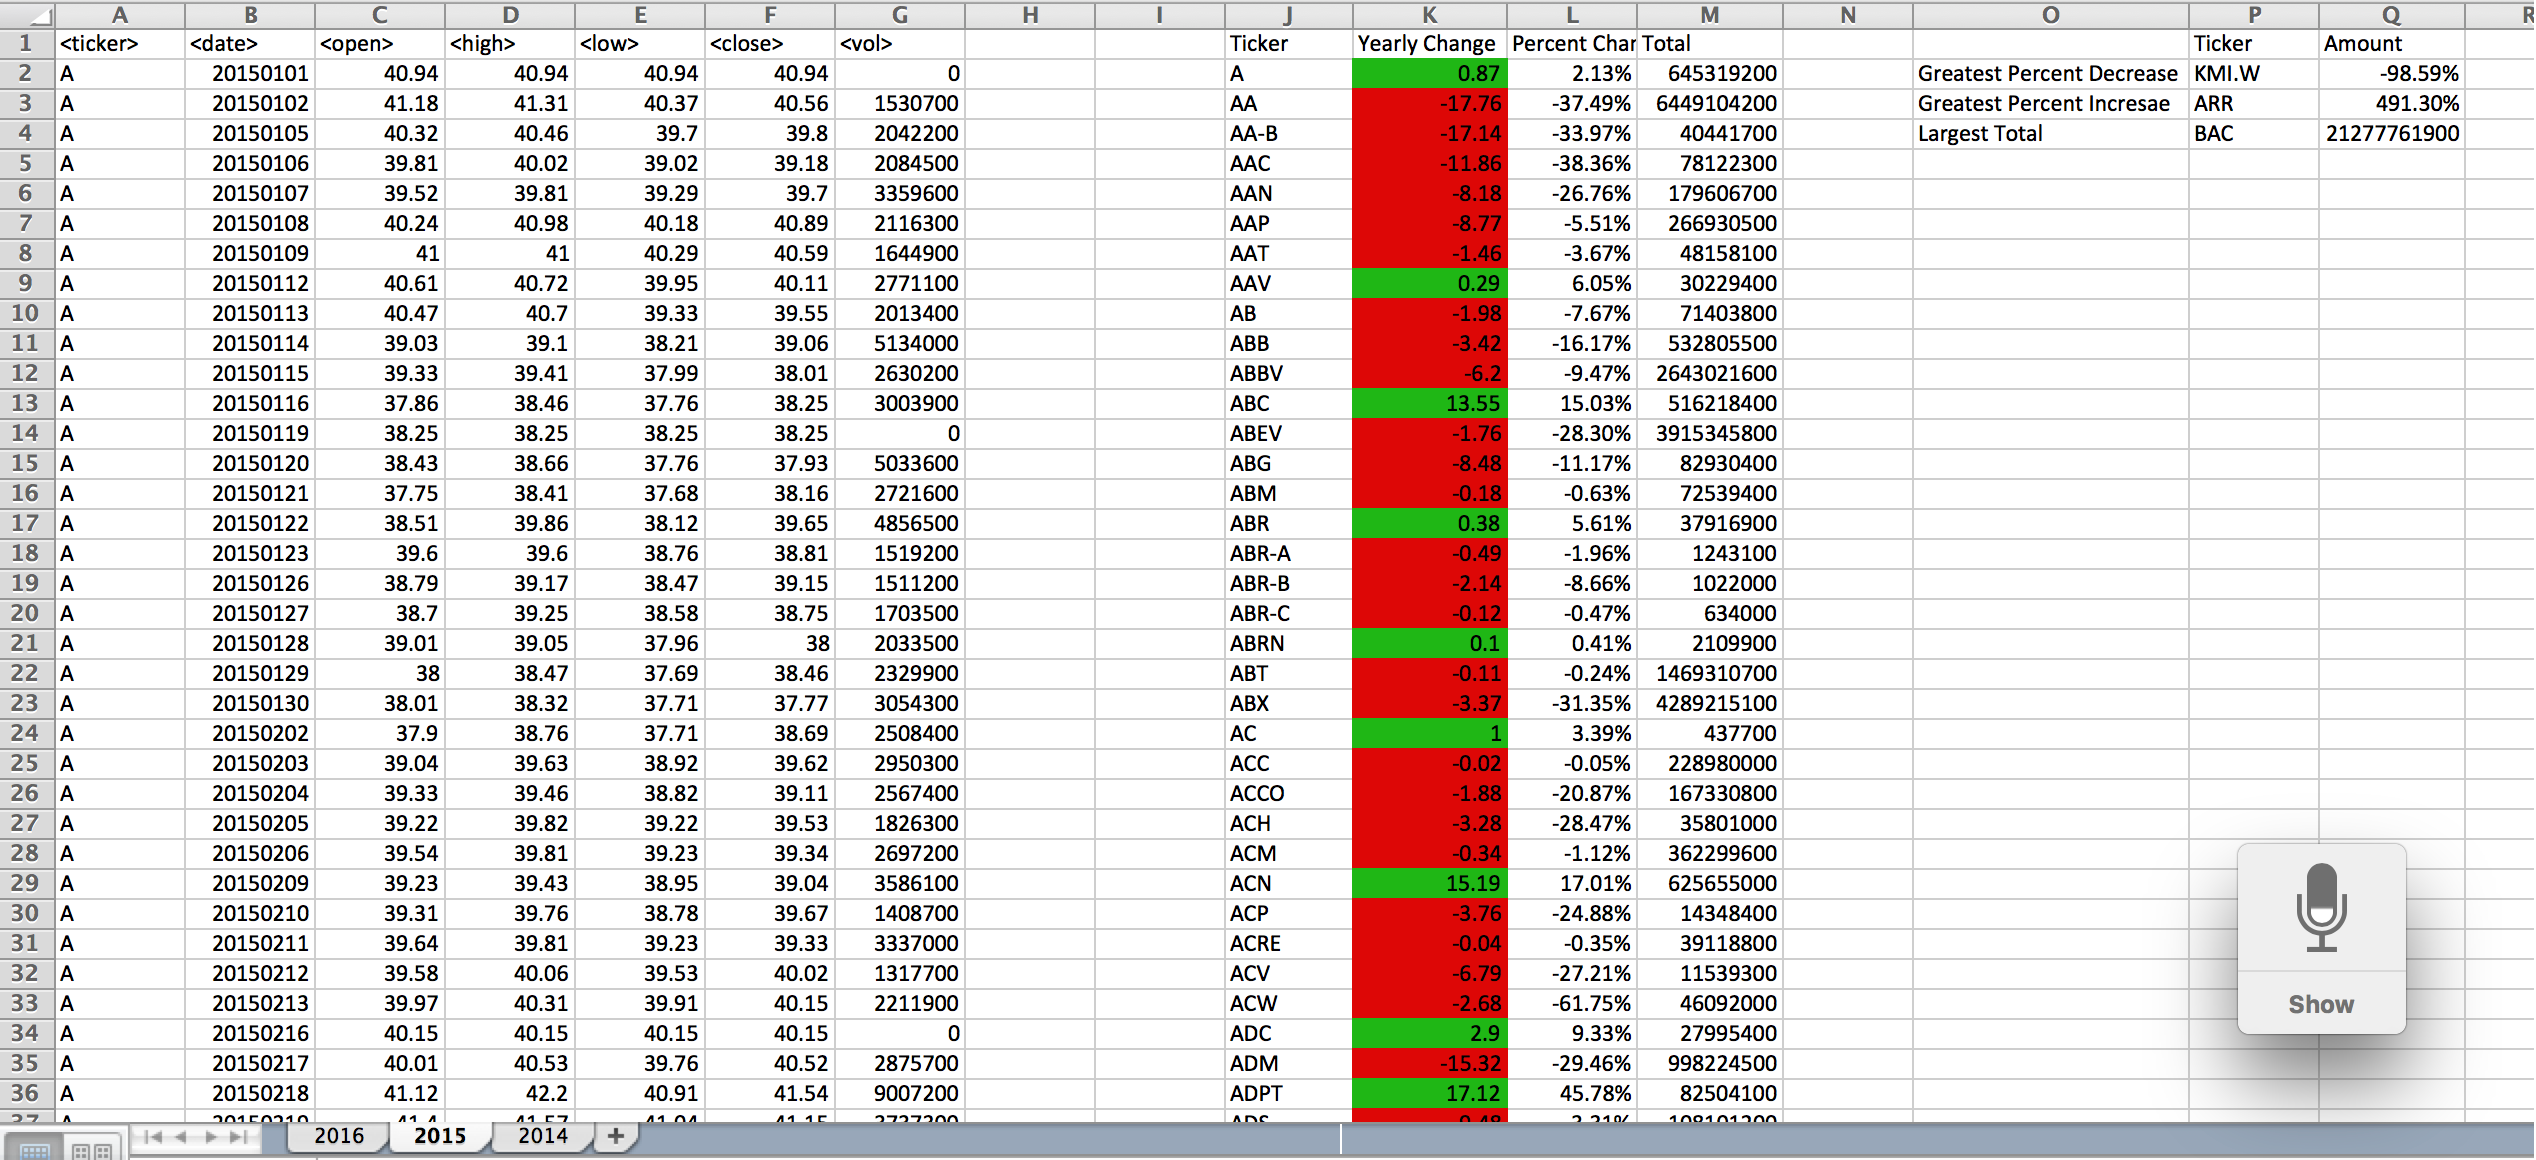 A B C D E F G H I J K L M N O P Q R
1 <ticker> <date> <open> <high> <low> <close> <vol> Ticker Yearly Change Percent Char Total Ticker Amount
2 A 20150101 40.94 40.94 40.94 40.94 0 A 0.87 2.13% 645319200 Greatest Percent Decrease KMI.W -98.59%
3 A 20150102 41.18 41.31 40.37 40.56 1530700 AA -17.76 -37.49% 6449104200 Greatest Percent Incresae ARR 491.30%
4 A 20150105 40.32 40.46 39.7 39.8 2042200 AA-B -17.14 -33.97% 40441700 Largest Total BAC 21277761900
5 A 20150106 39.81 40.02 39.02 39.18 2084500 AAC -11.86 -38.36% 78122300
6 A 20150107 39.52 39.81 39.29 39.7 3359600 AAN -8.18 -26.76% 179606700
7 A 20150108 40.24 40.98 40.18 40.89 2116300 AAP -8.77 -5.51% 266930500
8 A 20150109 41 41 40.29 40.59 1644900 AAT -1.46 -3.67% 48158100
9 A 20150112 40.61 40.72 39.95 40.11 2771100 AAV 0.29 6.05% 30229400
10 A 20150113 40.47 40.7 39.33 39.55 2013400 AB -1.98 -7.67% 71403800
11 A 20150114 39.03 39.1 38.21 39.06 5134000 ABB -3.42 -16.17% 532805500
12 A 20150115 39.33 39.41 37.99 38.01 2630200 ABBV -6.2 -9.47% 2643021600
13 A 20150116 37.86 38.46 37.76 38.25 3003900 ABC 13.55 15.03% 516218400
14 A 20150119 38.25 38.25 38.25 38.25 0 ABEV -1.76 -28.30% 3915345800
15 A 20150120 38.43 38.66 37.76 37.93 5033600 ABG -8.48 -11.17% 82930400
16 A 20150121 37.75 38.41 37.68 38.16 2721600 ABM -0.18 -0.63% 72539400
17 A 20150122 38.51 39.86 38.12 39.65 4856500 ABR 0.38 5.61% 37916900
18 A 20150123 39.6 39.6 38.76 38.81 1519200 ABR-A -0.49 -1.96% 1243100
19 A 20150126 38.79 39.17 38.47 39.15 1511200 ABR-B -2.14 -8.66% 1022000
20 A 20150127 38.7 39.25 38.58 38.75 1703500 ABR-C -0.12 -0.47% 634000
21 A 20150128 39.01 39.05 37.96 38 2033500 ABRN 0.1 0.41% 2109900
22 A 20150129 38 38.47 37.69 38.46 2329900 ABT -0.11 -0.24% 1469310700
23 A 20150130 38.01 38.32 37.71 37.77 3054300 ABX -3.37 -31.35% 4289215100
24 A 20150202 37.9 38.76 37.71 38.69 2508400 AC 1 3.39% 437700
25 A 20150203 39.04 39.63 38.92 39.62 2950300 ACC -0.02 -0.05% 228980000
26 A 20150204 39.33 39.46 38.82 39.11 2567400 ACCO -1.88 -20.87% 167330800
27 A 20150205 39.22 39.82 39.22 39.53 1826300 ACH -3.28 -28.47% 35801000
28 A 20150206 39.54 39.81 39.23 39.34 2697200 ACM -0.34 -1.12% 362299600
29 A 20150209 39.23 39.43 38.95 39.04 3586100 ACN 15.19 17.01% 625655000
30 A 20150210 39.31 39.76 38.78 39.67 1408700 ACP -3.76 -24.88% 14348400
31 A 20150211 39.64 39.81 39.23 39.33 3337000 ACRE -0.04 -0.35% 39118800
32 A 20150212 39.58 40.06 39.53 40.02 1317700 ACV -6.79 -27.21% 11539300
33 A 20150213 39.97 40.31 39.91 40.15 2211900 ACW -2.68 -61.75% 46092000
Show
34 A 20150216 40.15 40.15 40.15 40.15 0 ADC 2.9 9.33% 27995400
35 A 20150217 40.01 40.53 39.76 40.52 2875700 ADM -15.32 -29.46% 998224500
36 A 20150218 41.12 42.2 40.91 41.54 9007200 ADPT 17.12 45.78% 82504100
2016 2015 2014 +